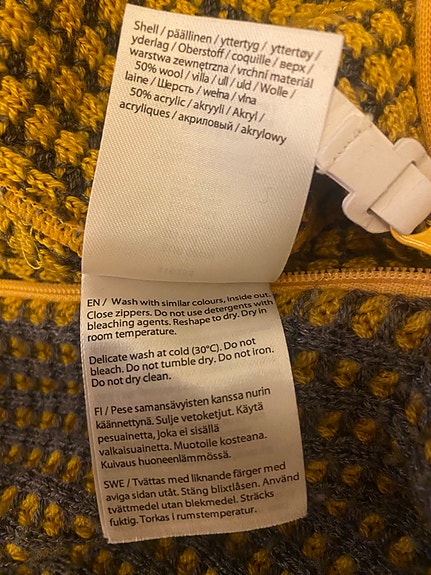 Shell / päällinen / yttertyg / yttertøy /
yderlag / Oberstoff / coquille / верх /
warstwa zewnętrzna / vrchní materiál
50% wool / villa / ull / uld / Wolle /
laine / Шерсть / wełna / vlna
50% acrylic / akryyli / Akryl /
acryliques / акриловый / akrylowy
EN / Wash with similar colours, inside out.
Close zippers. Do not use detergents with
bleaching agents. Reshape to dry. Dry in
room temperature.
Delicate wash at cold (30°C). Do not
bleach. Do not tumble dry. Do not iron.
Do not dry clean.
FI / Pese samansävyisten kanssa nurin
käännettynä. Sulje vetoketjut. Käytä
pesuainetta, joka ei sisällä
valkaisuainetta. Muotoile kosteana.
Kuivaus huoneenlämmössä.
SWE / Tvättas med liknande färger med
aviga sidan utåt. Stäng blixtlåsen. Använd
tvättmedel utan blekmedel. Sträcks
fuktig. Torkas i rumstemperatur.